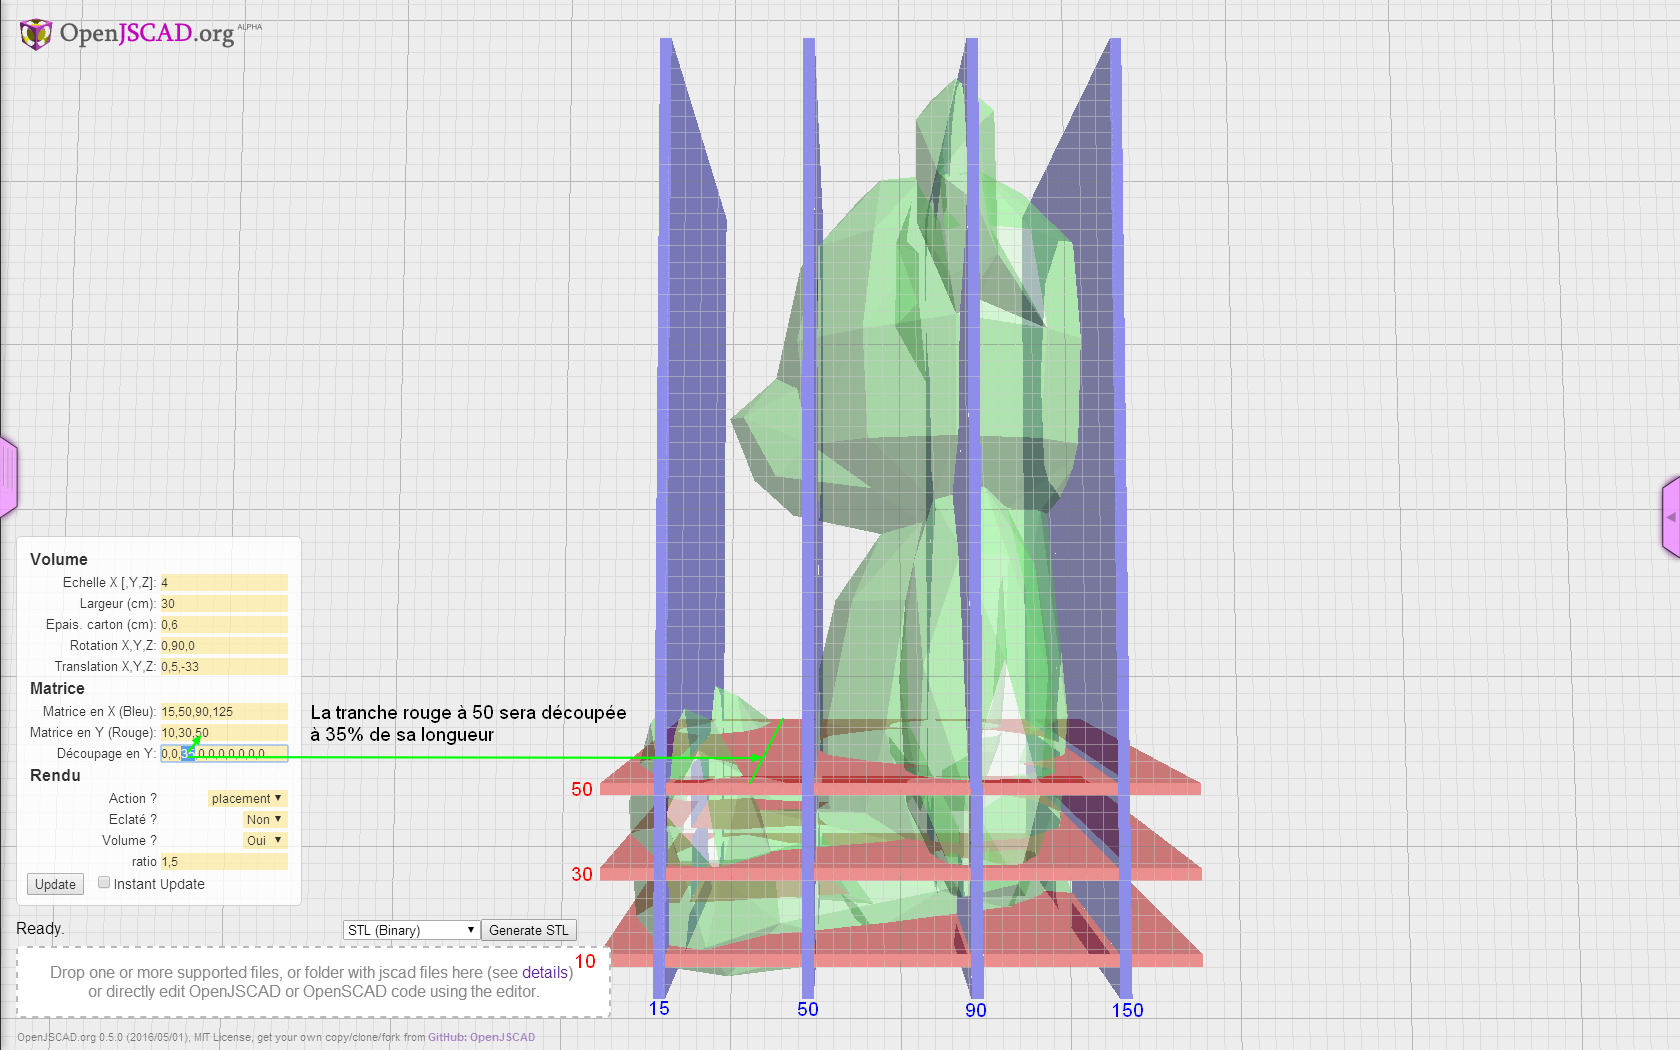 OpenJSCAD.org ALPHA
Volume
Echelle X [,Y,Z]: 4
Largeur (cm): 30
Epais. carton (cm): 0,6
Rotation X,Y,Z: 0,90,0
Translation X,Y,Z: 0,5,-33
Matrice
Matrice en X (Bleu): 15,50,90,125
Matrice en Y (Rouge): 10,30,50
Découpage en Y: 0,0,35,0,0,0,0,0,0,0
Rendu
Action ? placement
Eclaté ? Non
Volume ? Oui
ratio 1,5
Update Instant Update
La tranche rouge à 50 sera découpée
à 35% de sa longueur
50
30
10
15 50 90 150
Ready.
STL (Binary) Generate STL
Drop one or more supported files, or folder with jscad files here (see details)
or directly edit OpenJSCAD or OpenSCAD code using the editor.
OpenJSCAD.org 0.5.0 (2016/05/01), MIT License, get your own copy/clone/fork from GitHub: OpenJSCAD